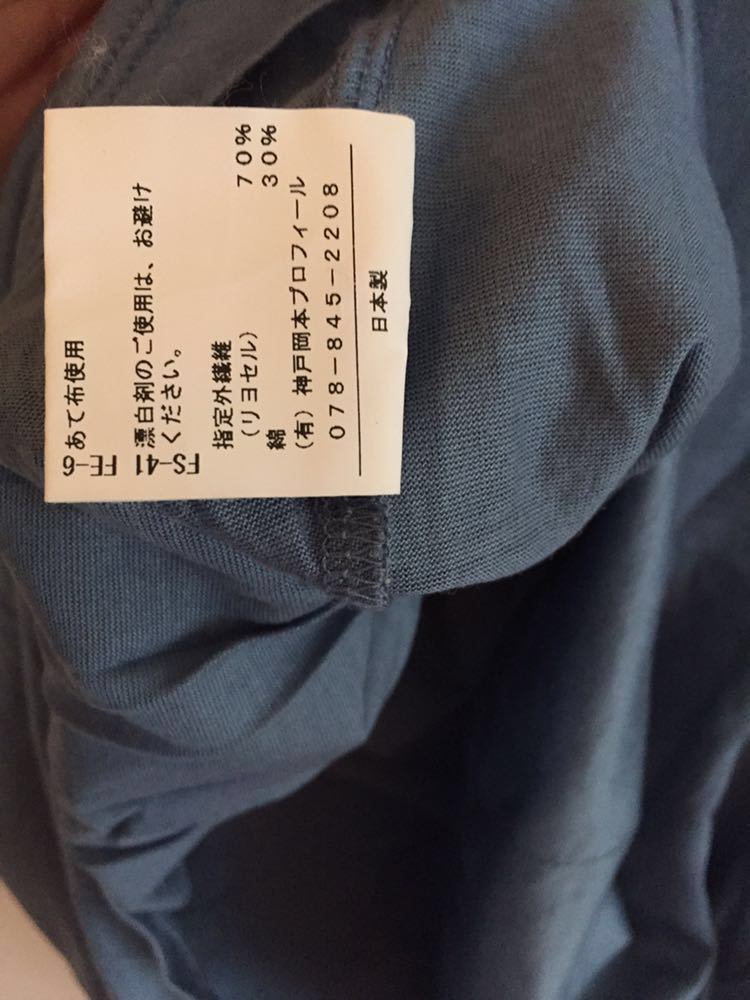 あて布使用
FE-6
漂白剤のご使用は、お避け
ください。
FS-41
指定外繊維
（リヨセル） 70%
綿 30%
（有）神戸岡本プロフィール
078-845-2208
日本製